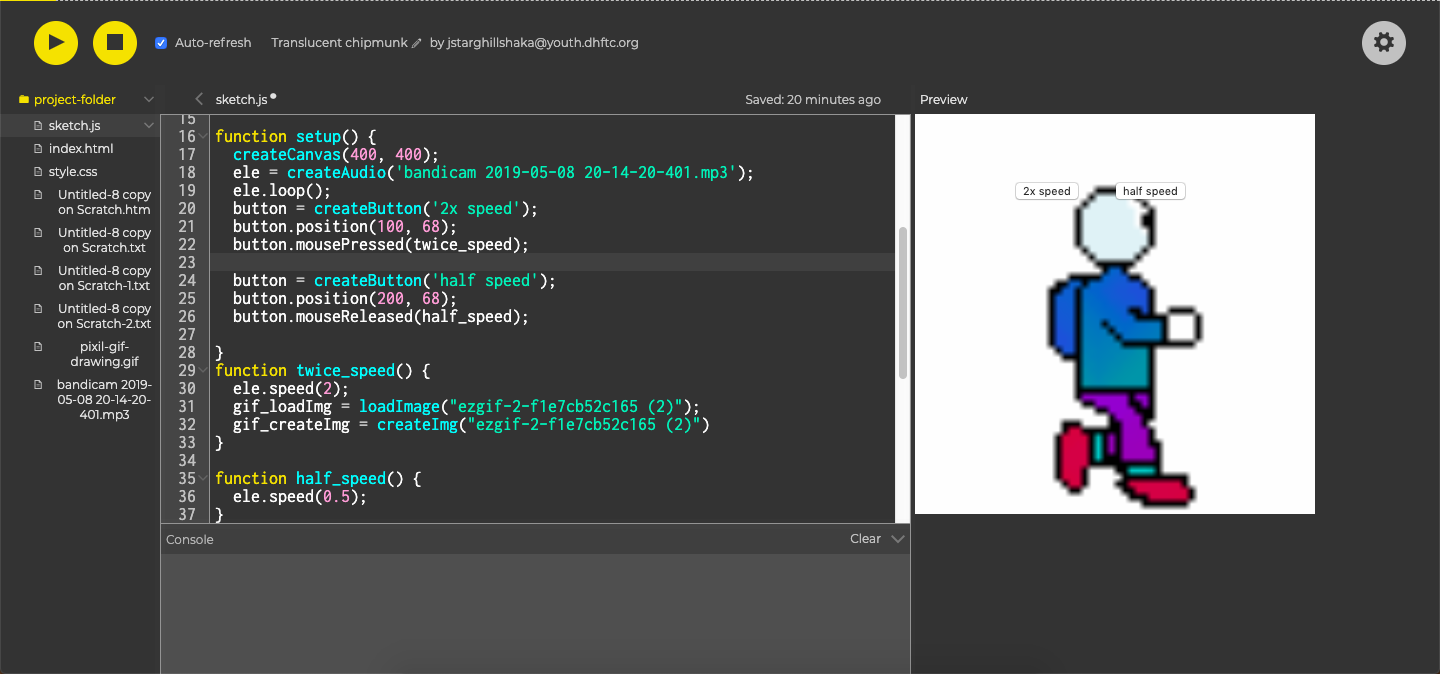 Auto-refresh Translucent chipmunk by jstarghillshaka@youth.dhftc.org
project-folder
sketch.js
index.html
style.css
Untitled-8 copy
on Scratch.htm
Untitled-8 copy
on Scratch.txt
Untitled-8 copy
on Scratch-1.txt
Untitled-8 copy
on Scratch-2.txt
pixil-gif-
drawing.gif
bandicam 2019-
05-08 20-14-20-
401.mp3
sketch.js Saved: 20 minutes ago
15
16 function setup() {
17 createCanvas(400, 400);
18 ele = createAudio('bandicam 2019-05-08 20-14-20-401.mp3');
19 ele.loop();
20 button = createButton('2x speed');
21 button.position(100, 68);
22 button.mousePressed(twice_speed);
23
24 button = createButton('half speed');
25 button.position(200, 68);
26 button.mouseReleased(half_speed);
27
28 }
29 function twice_speed() {
30 ele.speed(2);
31 gif_loadImg = loadImage("ezgif-2-f1e7cb52c165 (2)");
32 gif_createImg = createImg("ezgif-2-f1e7cb52c165 (2)")
33 }
34
35 function half_speed() {
36 ele.speed(0.5);
37 }
Console Clear
Preview
2x speed half speed